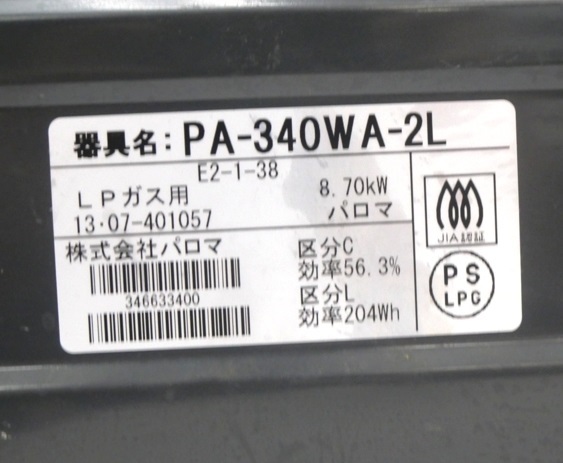 器具名：PA-340WA-2L
E2-1-38
LPガス用 8.70kW
13・07-401057 パロマ
株式会社パロマ
346633400
区分C
効率56.3%
区分L
効率204Wh
JIA認証
PS
LPG